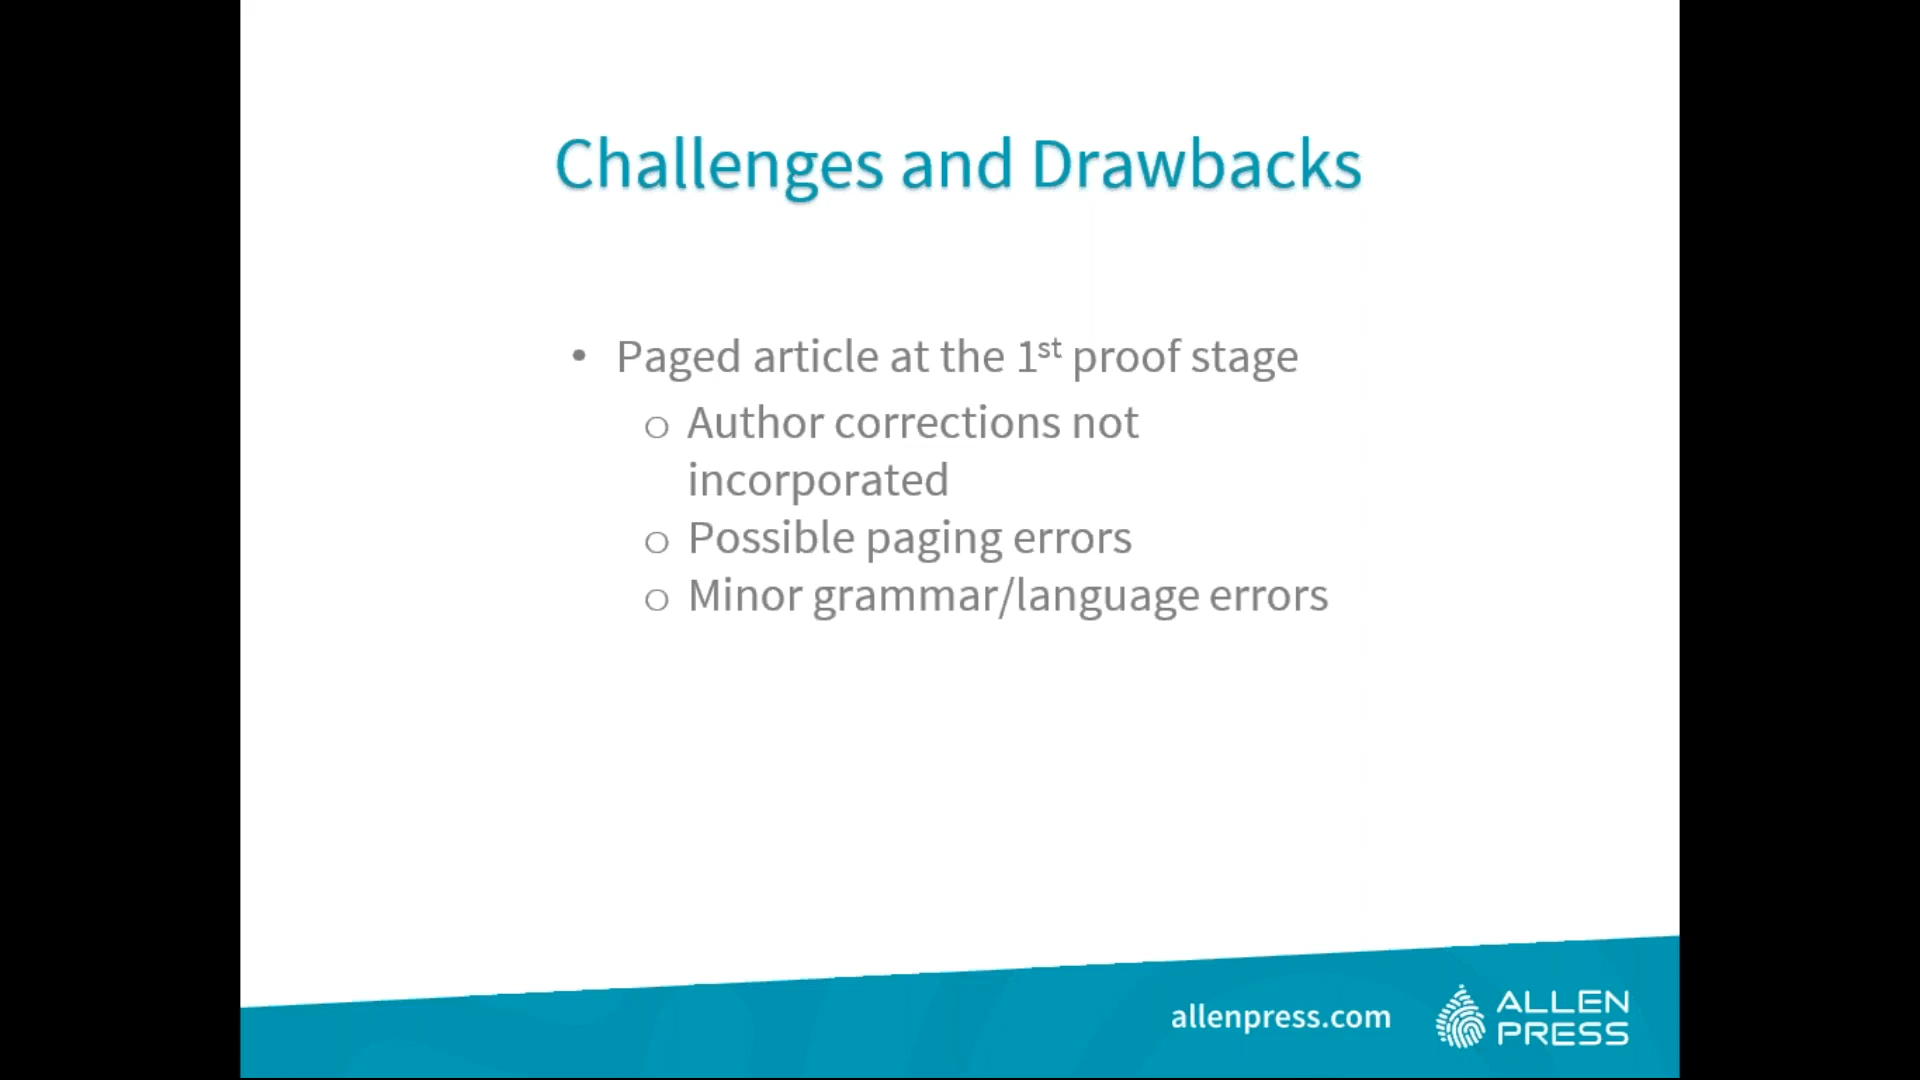 Challenges and Drawbacks
• Paged article at the 1st proof stage
o Author corrections not
incorporated
o Possible paging errors
o Minor grammar/language errors
allenpress.com
ALLEN
PRESS